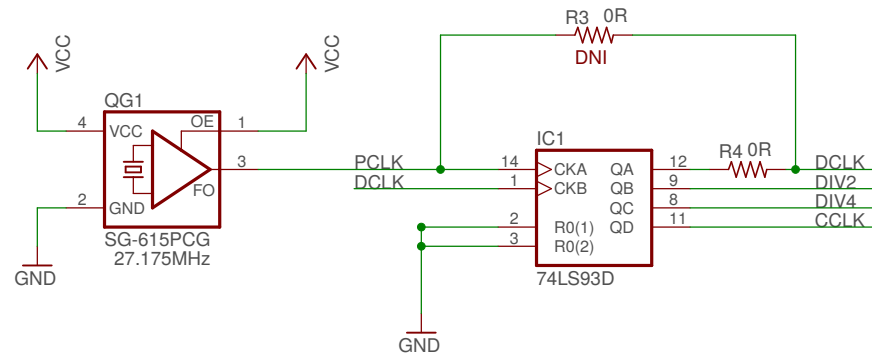 R3 0R
DNI
VCC
VCC
QG1
4 VCC OE 1
FO 3
2 GND
SG-615PCG
27.175MHz
GND
IC1
PCLK 14 CKA QA 12 R4 0R DCLK
DCLK 1 CKB QB 9 DIV2
QC 8 DIV4
2 R0(1) QD 11 CCLK
3 R0(2)
74LS93D
GND